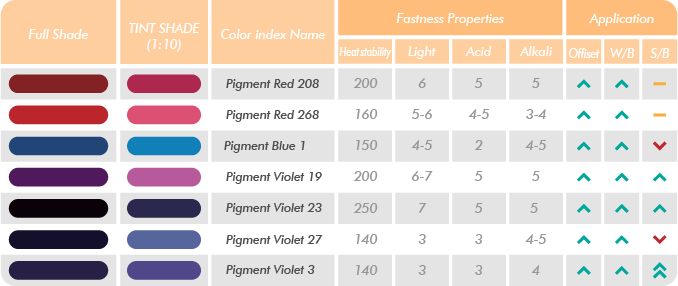 Full Shade TINT SHADE (1:10) Color index Name Fastness Properties Application
Heat stability Light Acid Alkali Offiset W/B S/B
Pigment Red 208 200 6 5 5
Pigment Red 268 160 5-6 4-5 3-4
Pigment Blue 1 150 4-5 2 4-5
Pigment Violet 19 200 6-7 5 5
Pigment Violet 23 250 7 5 5
Pigment Violet 27 140 3 3 4-5
Pigment Violet 3 140 3 3 4